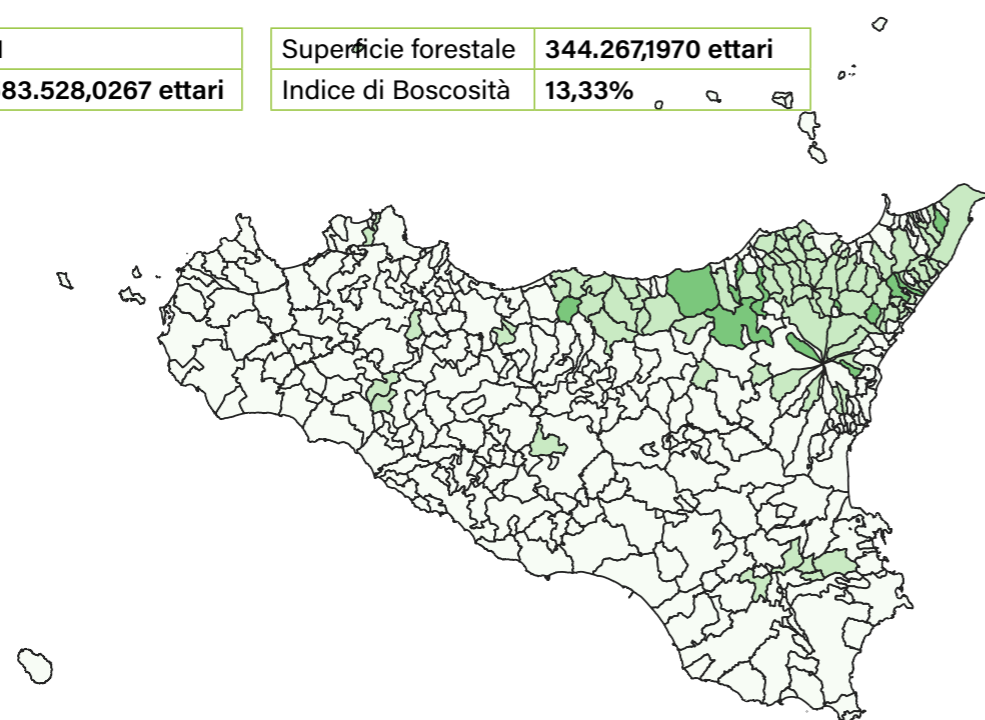 Superficie forestale 344.267,1970 ettari
83.528,0267 ettari Indice di Boscosità 13,33%